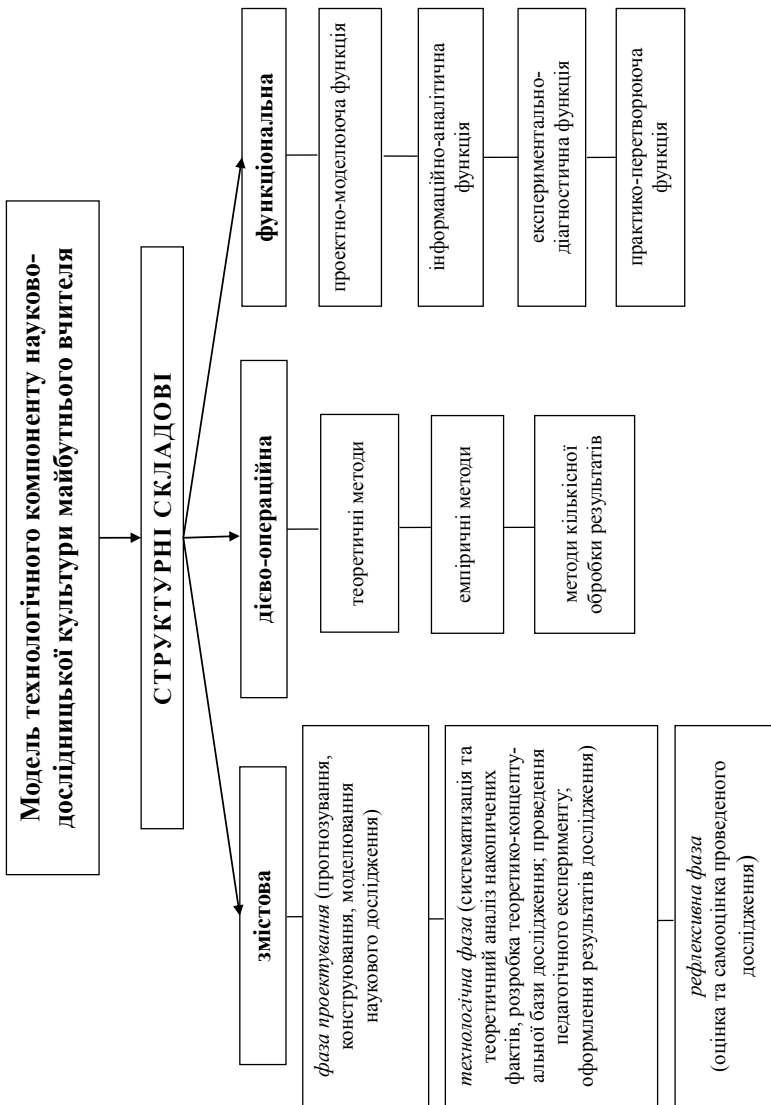 Модель технологічного компоненту науково-
дослідницької культури майбутнього вчителя
СТРУКТУРНІ СКЛАДОВІ
змістова
фаза проектування (прогнозування,
конструювання, моделювання
наукового дослідження)
технологічна фаза (систематизація та
теоретичний аналіз накопичених
фактів, розробка теоретико-концепту-
альної бази дослідження; проведення
педагогічного експерименту;
оформлення результатів дослідження)
рефлексивна фаза
(оцінка та самооцінка проведеного
дослідження)
дієво-операційна
теоретичні методи
емпіричні методи
методи кількісної
обробки результатів
функціональна
проектно-моделююча функція
інформаційно-аналітична
функція
експериментально-
діагностична функція
практико-перетворююча
функція